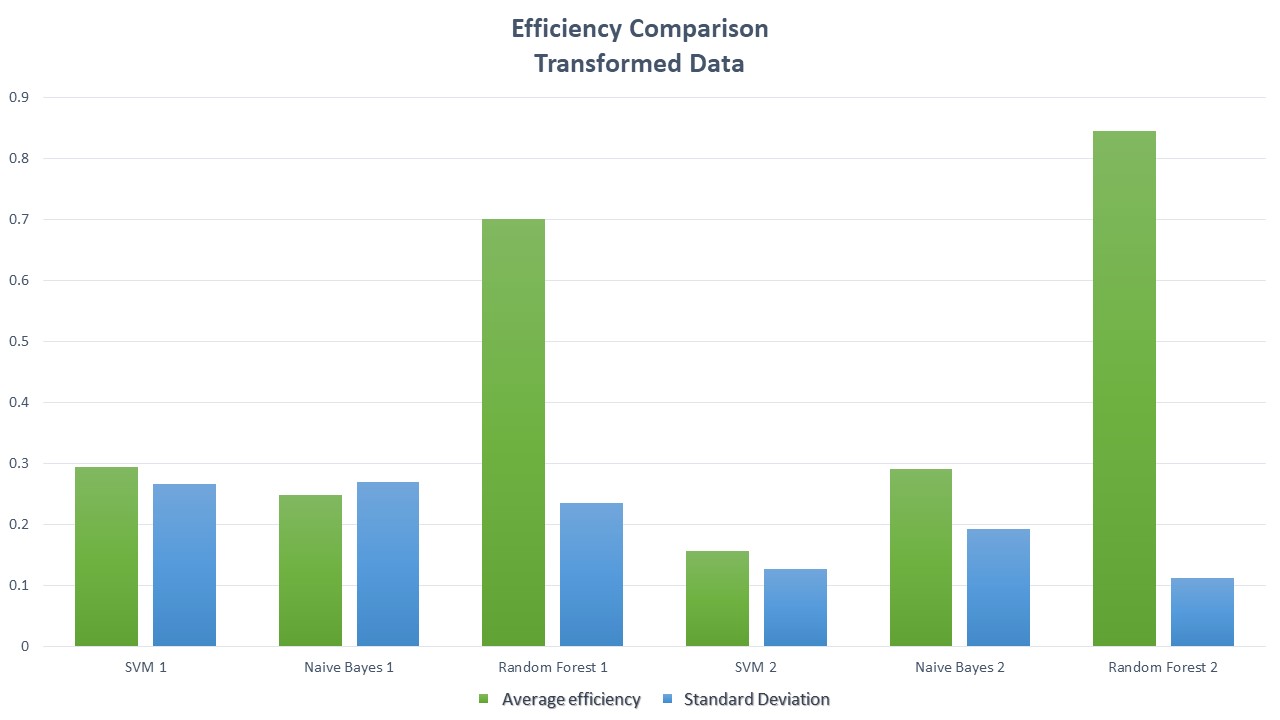 Efficiency Comparison
Transformed Data
0.9
0.8
0.7
0.6
0.5
0.4
0.3
0.2
0.1
0
SVM 1 Naive Bayes 1 Random Forest 1 SVM 2 Naive Bayes 2 Random Forest 2
Average efficiency Standard Deviation